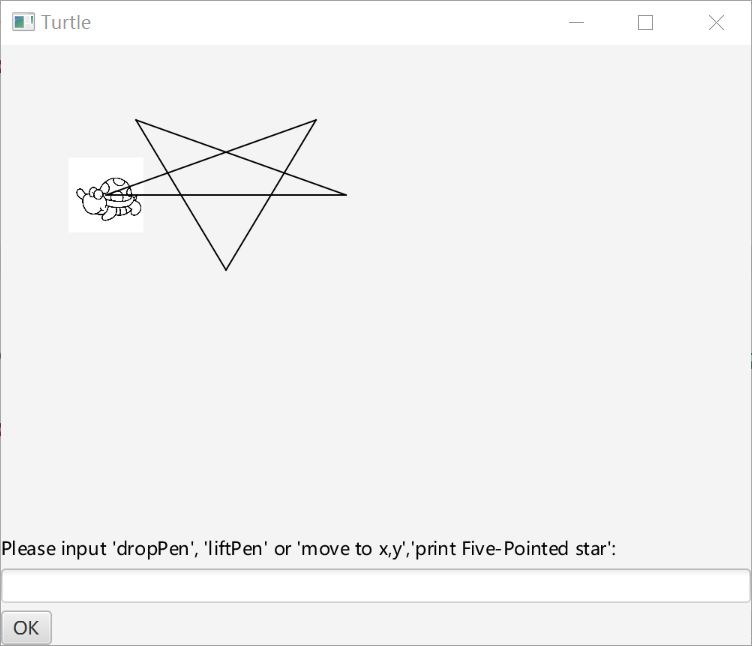 Turtle
Please input 'dropPen', 'liftPen' or 'move to x,y','print Five-Pointed star':
OK